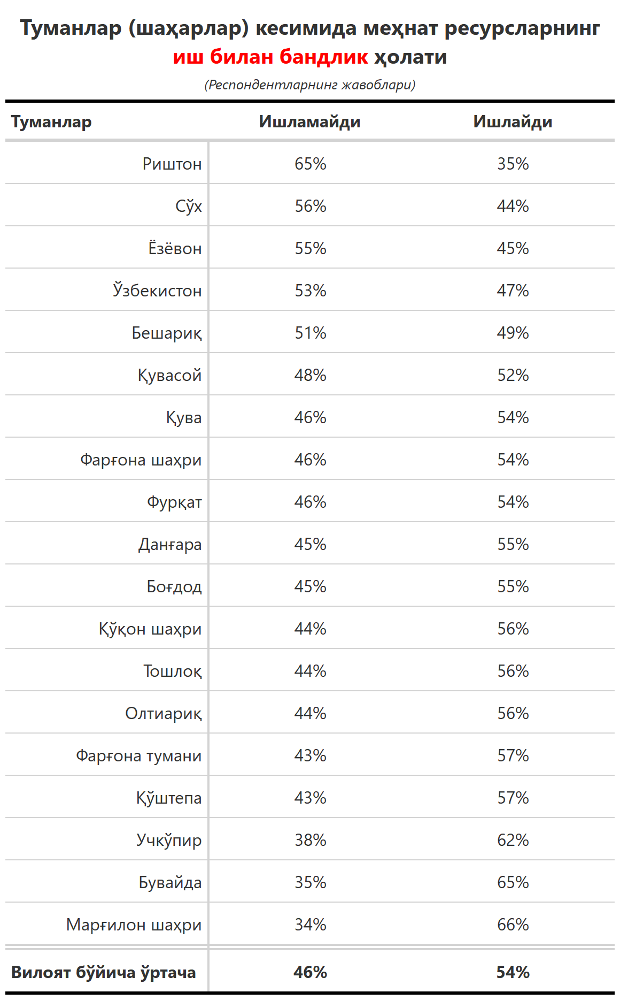 Туманлар (шаҳарлар) кесимида меҳнат ресурсларнинг
иш билан бандлик ҳолати
(Респондентларнинг жавоблари)
Туманлар Ишламайди Ишлайди
Риштон 65% 35%
Сўх 56% 44%
Ёзёвон 55% 45%
Ўзбекистон 53% 47%
Бешариқ 51% 49%
Қувасой 48% 52%
Қува 46% 54%
Фарғона шаҳри 46% 54%
Фурқат 46% 54%
Данғара 45% 55%
Боғдод 45% 55%
Қўқон шаҳри 44% 56%
Тошлоқ 44% 56%
Олтиариқ 44% 56%
Фарғона тумани 43% 57%
Қўштепа 43% 57%
Учкўпир 38% 62%
Бувайда 35% 65%
Марғилон шаҳри 34% 66%
Вилоят бўйича ўртача 46% 54%